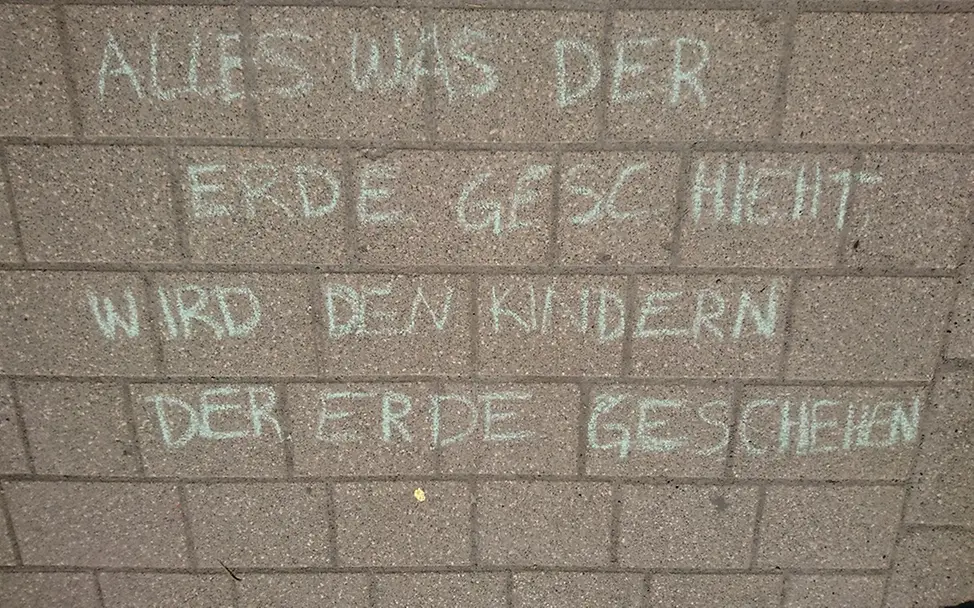 ALLES WAS DER
ERDE GESCHIEHT,
WIRD DEN KINDERN
DER ERDE GESCHEHEN